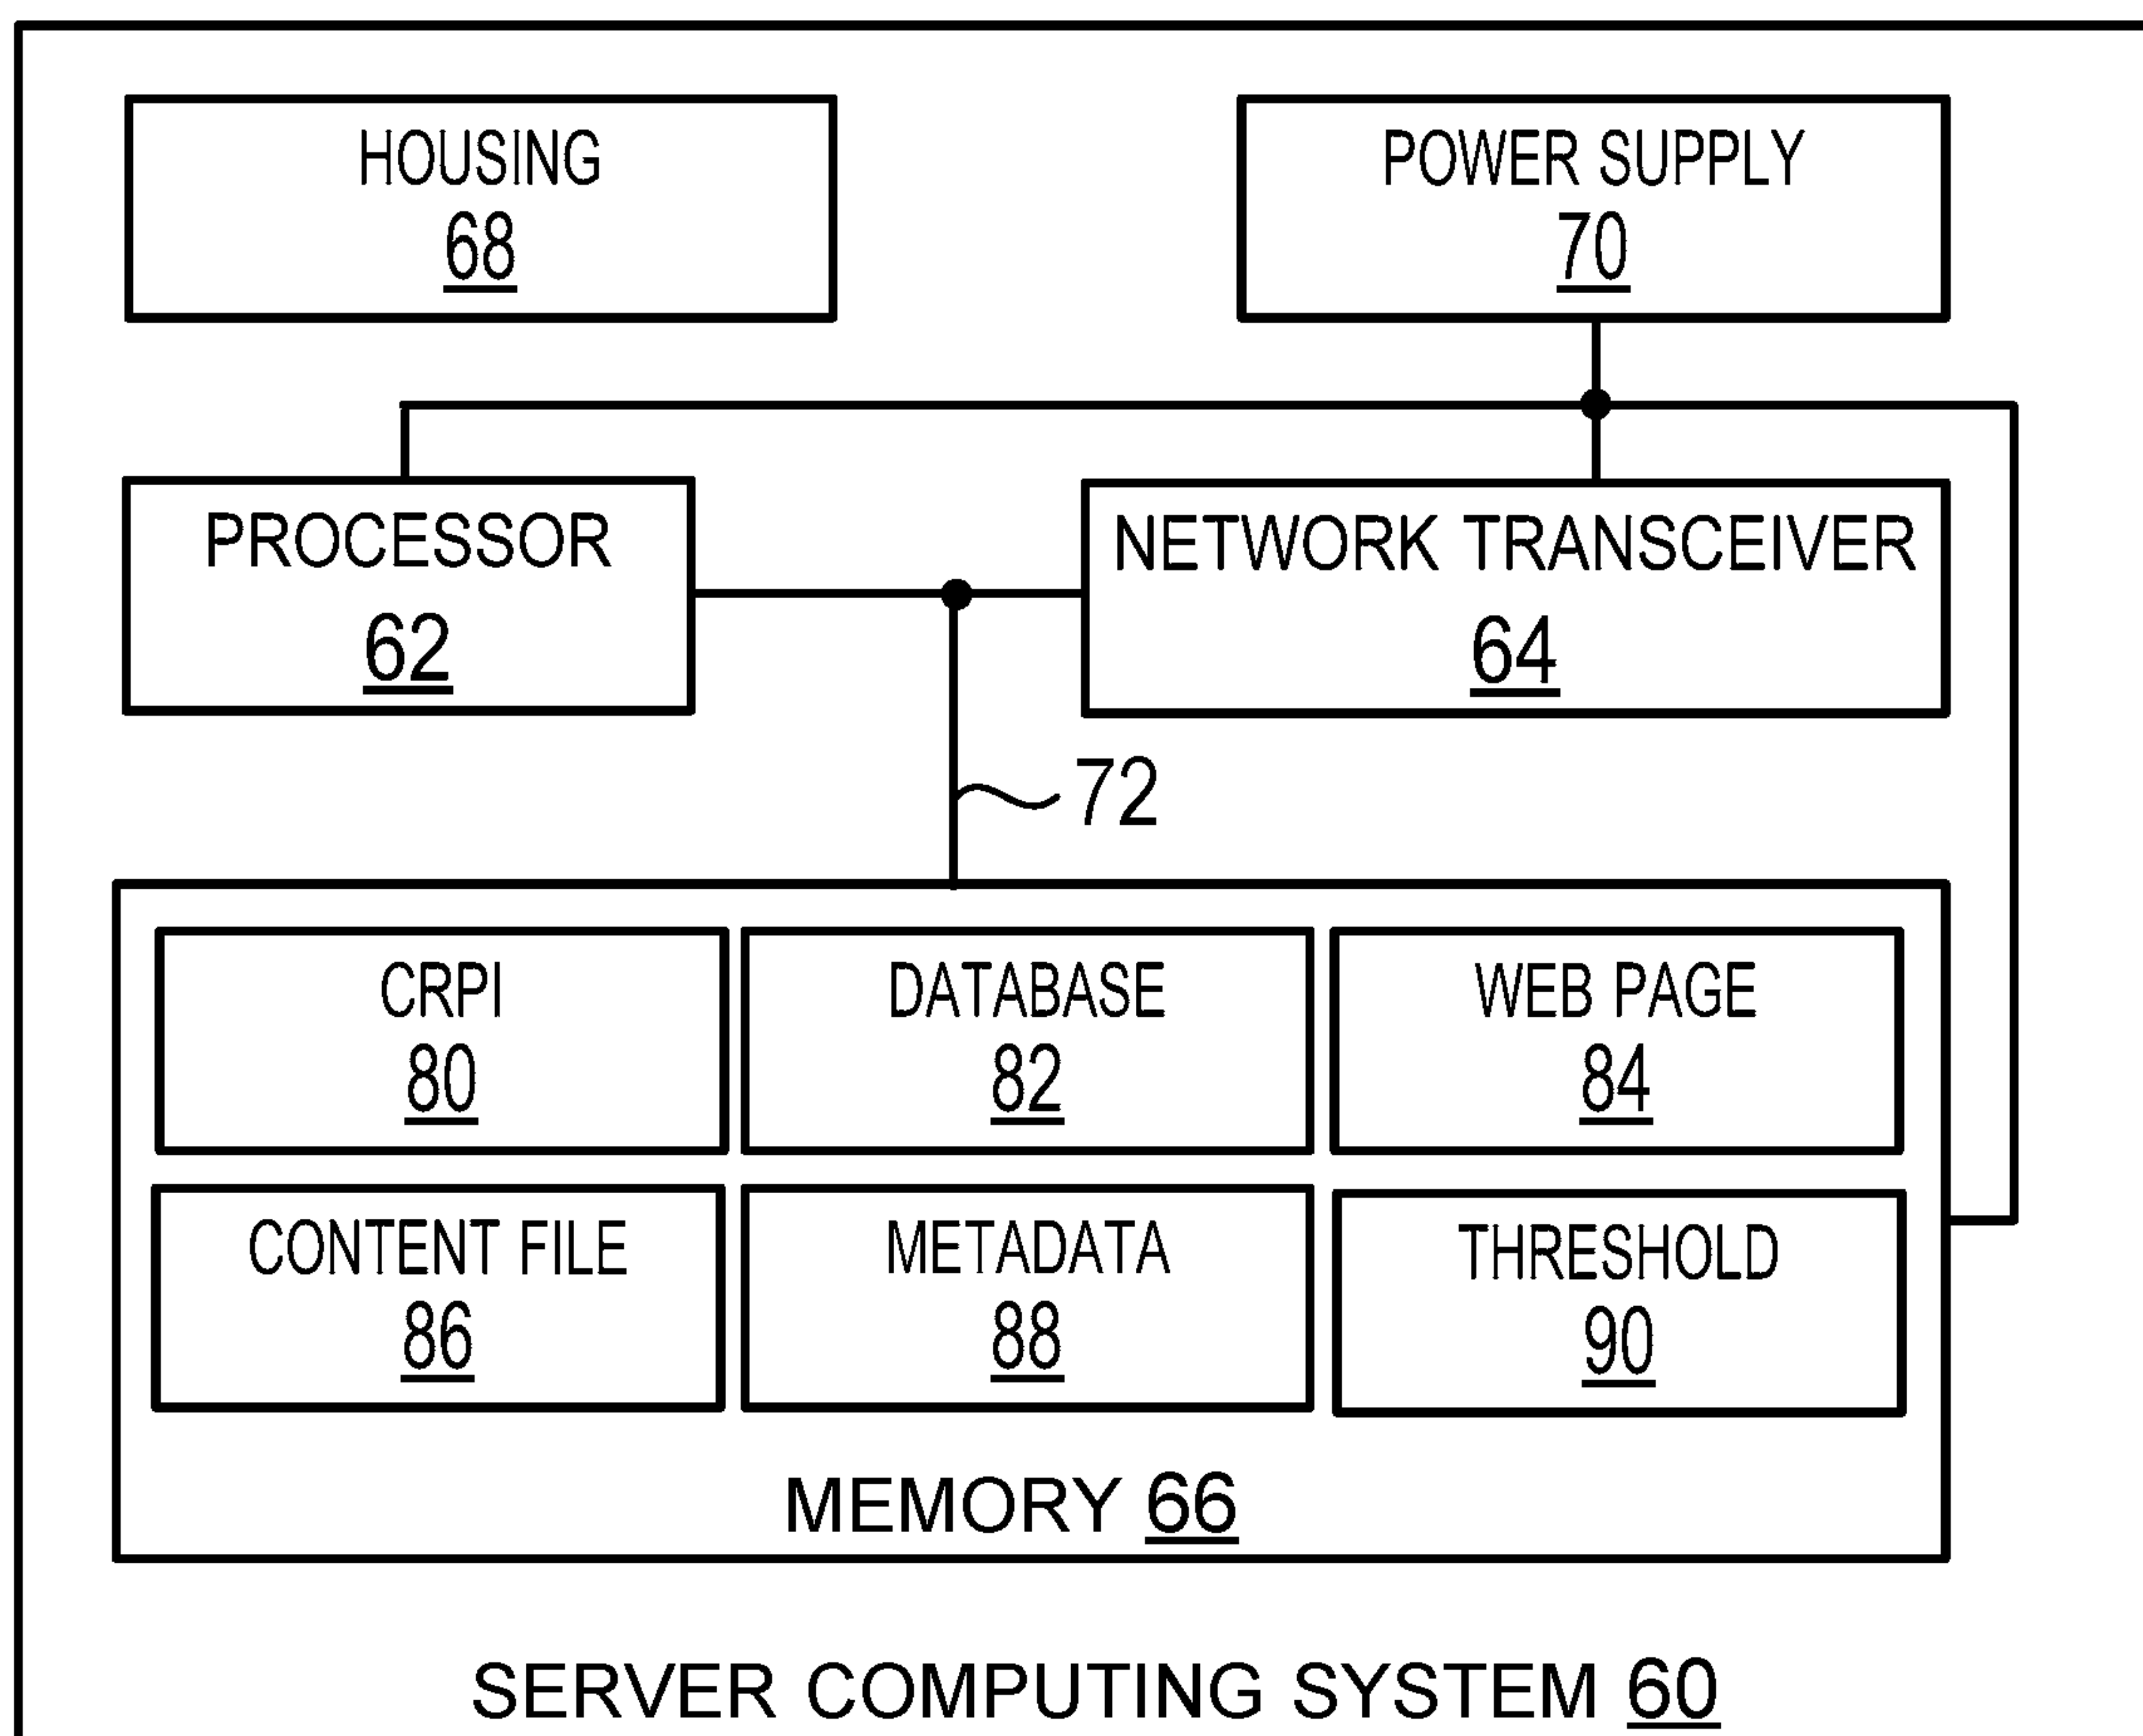 HOUSING
68
POWER SUPPLY
70
PROCESSOR
62
NETWORK TRANSCEIVER
64
72
CRPI
80
DATABASE
82
WEB PAGE
84
CONTENT FILE
86
METADATA
88
THRESHOLD
90
MEMORY 66
SERVER COMPUTING SYSTEM 60